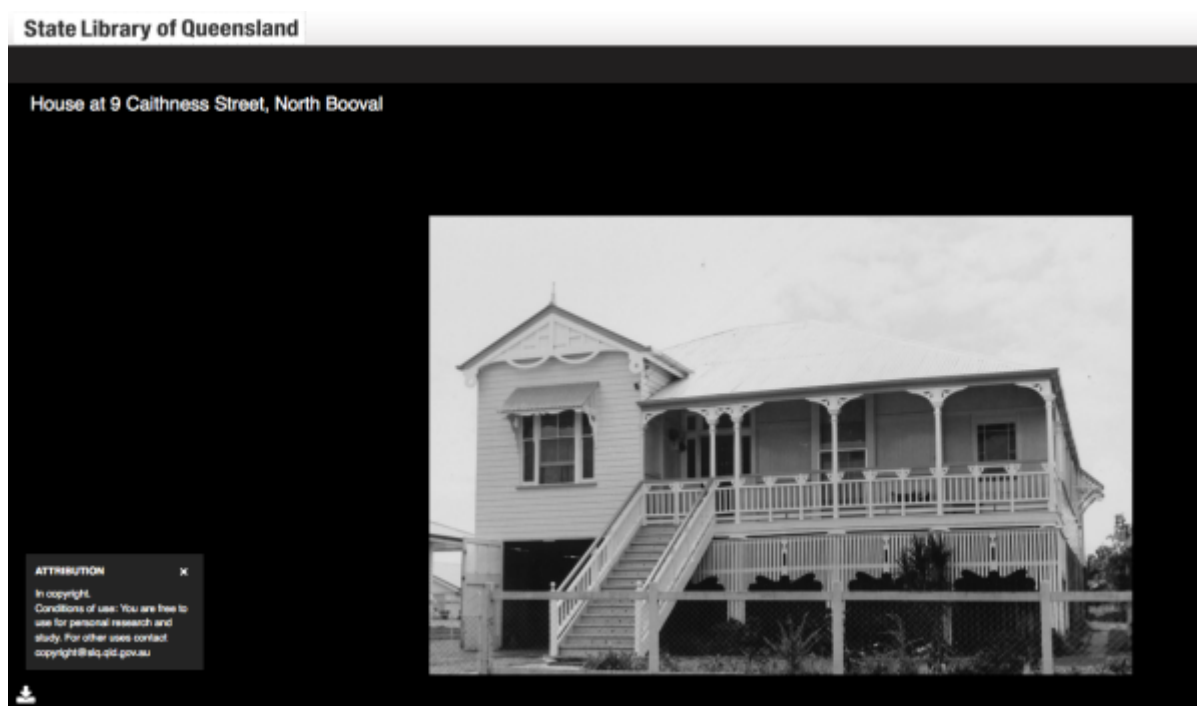 State Library of Queensland
House at 9 Caithness Street, North Booval
ATTRIBUTION ×
In copyright.
Conditions of use: You are free to
use for personal research and
study. For other uses contact
copyright@slq.qld.gov.au